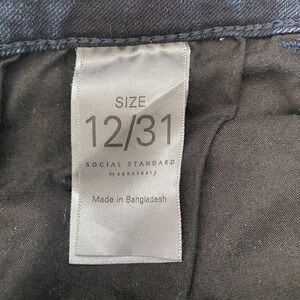 SIZE
12/31
SOCIAL STANDARD
by sanctuary
Made in Bangladesh